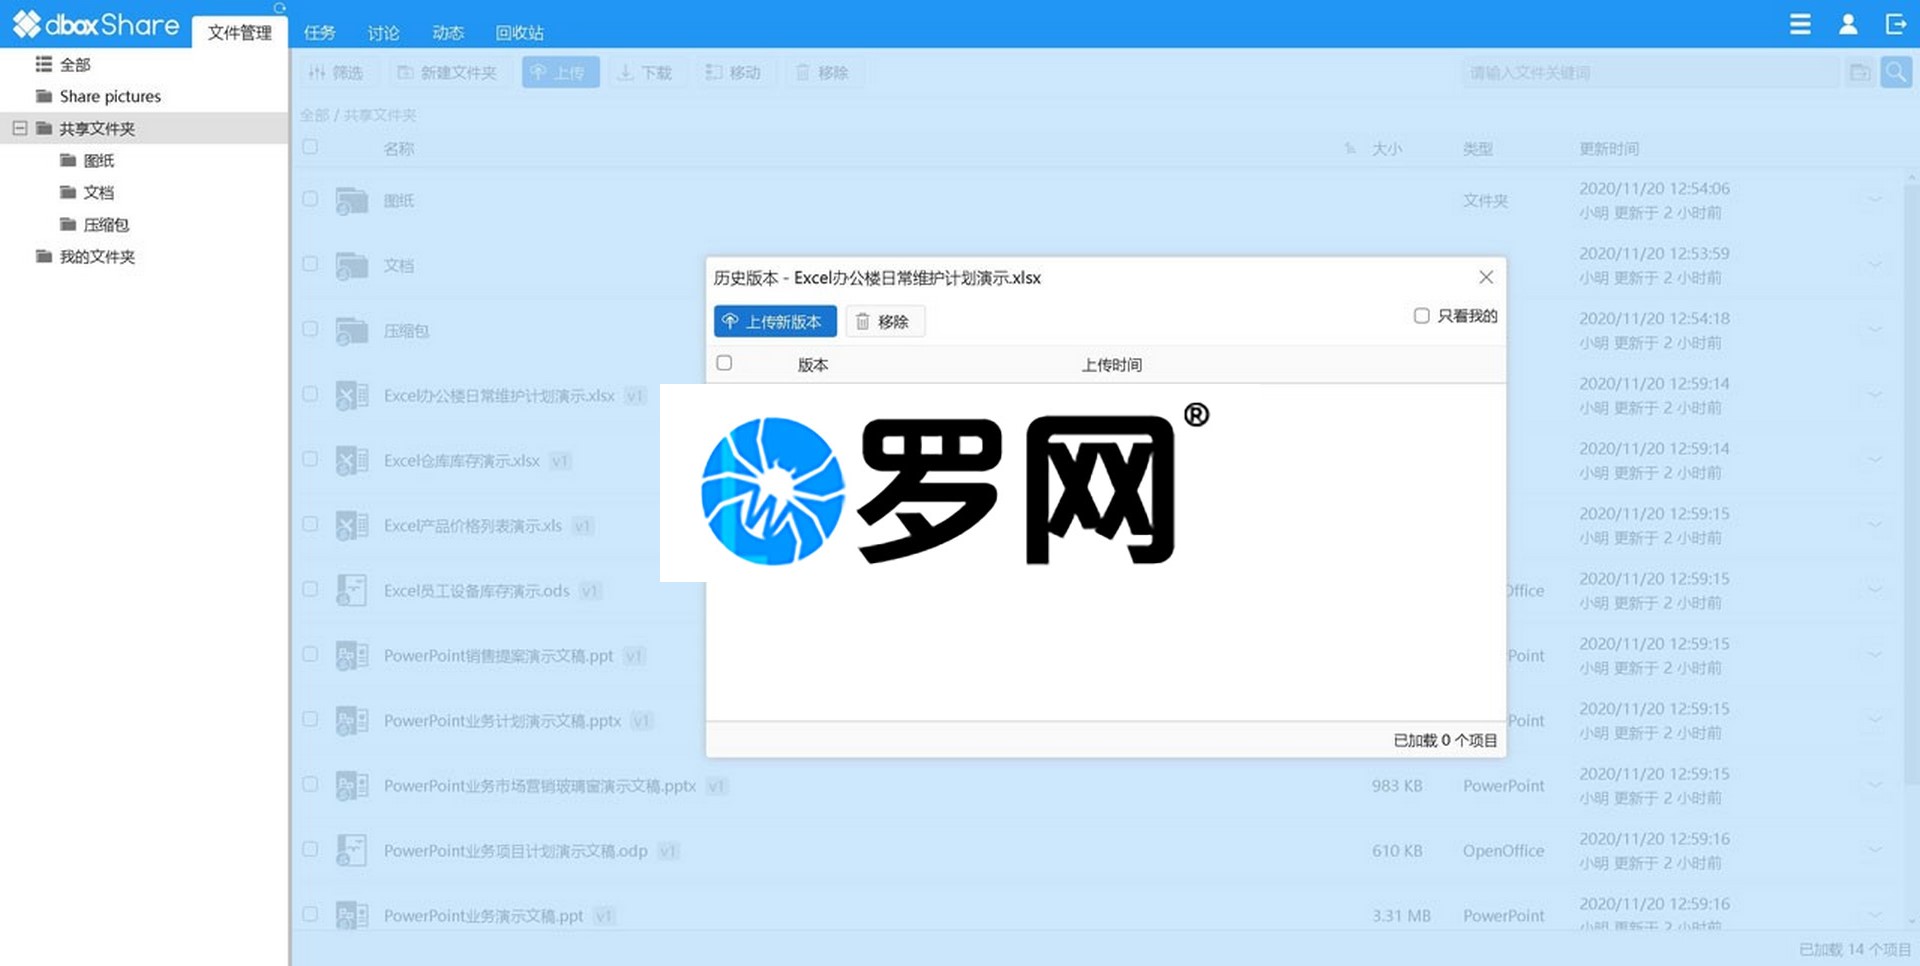 dboxShare
文件管理
任务
讨论
动态
回收站
全部
Share pictures
共享文件夹
图纸
文档
压缩包
我的文件夹
筛选
新建文件夹
上传
下载
移动
移除
请输入文件关键词
全部 / 共享文件夹
名称 大小 类型 更新时间
图纸 文件夹 2020/11/20 12:54:06
小明 更新于 2 小时前
文档 2020/11/20 12:53:59
小明 更新于 2 小时前
压缩包 2020/11/20 12:54:18
小明 更新于 2 小时前
Excel办公楼日常维护计划演示.xlsx v1 2020/11/20 12:59:14
小明 更新于 2 小时前
Excel仓库库存演示.xlsx v1 2020/11/20 12:59:14
小明 更新于 2 小时前
Excel产品价格列表演示.xls v1 2020/11/20 12:59:15
小明 更新于 2 小时前
Excel员工设备库存演示.ods v1 Office 2020/11/20 12:59:15
小明 更新于 2 小时前
PowerPoint销售提案演示文稿.ppt v1 Point 2020/11/20 12:59:15
小明 更新于 2 小时前
PowerPoint业务计划演示文稿.pptx v1 Point 2020/11/20 12:59:15
小明 更新于 2 小时前
PowerPoint业务市场营销玻璃窗演示文稿.pptx v1 983 KB PowerPoint 2020/11/20 12:59:15
小明 更新于 2 小时前
PowerPoint业务项目计划演示文稿.odp v1 610 KB OpenOffice 2020/11/20 12:59:16
小明 更新于 2 小时前
PowerPoint业务演示文稿.ppt v1 3.31 MB PowerPoint 2020/11/20 12:59:16
小明 更新于 2 小时前
已加载 14 个项目
历史版本 - Excel办公楼日常维护计划演示.xlsx
上传新版本
移除
只看我的
版本 上传时间
罗网®
已加载 0 个项目